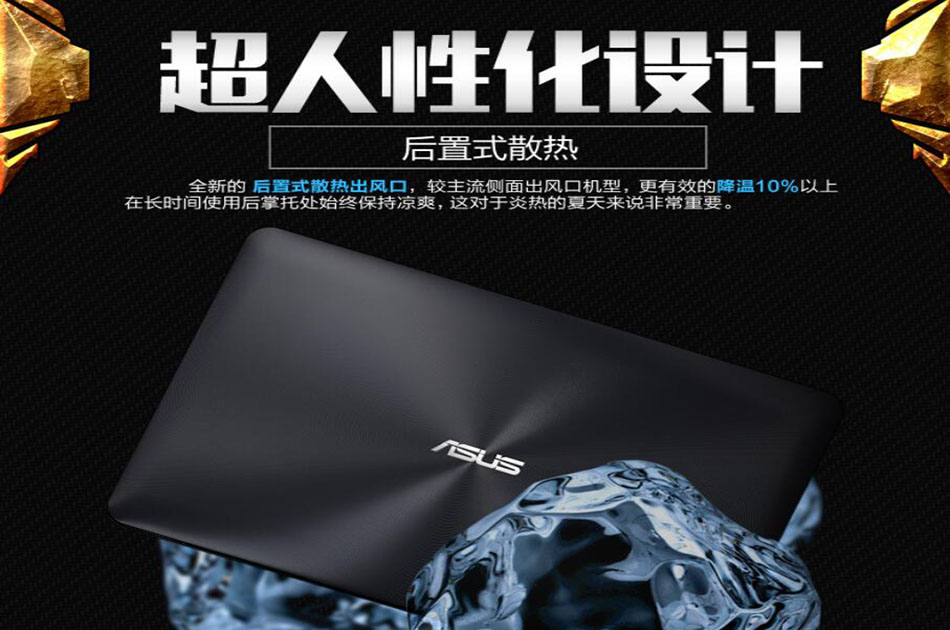 超人性化设计
后置式散热
全新的 后置式散热出风口，较主流侧面出风口机型，更有效的降温10%以上
在长时间使用后掌托处始终保持凉爽，这对于炎热的夏天来说非常重要。
ASUS